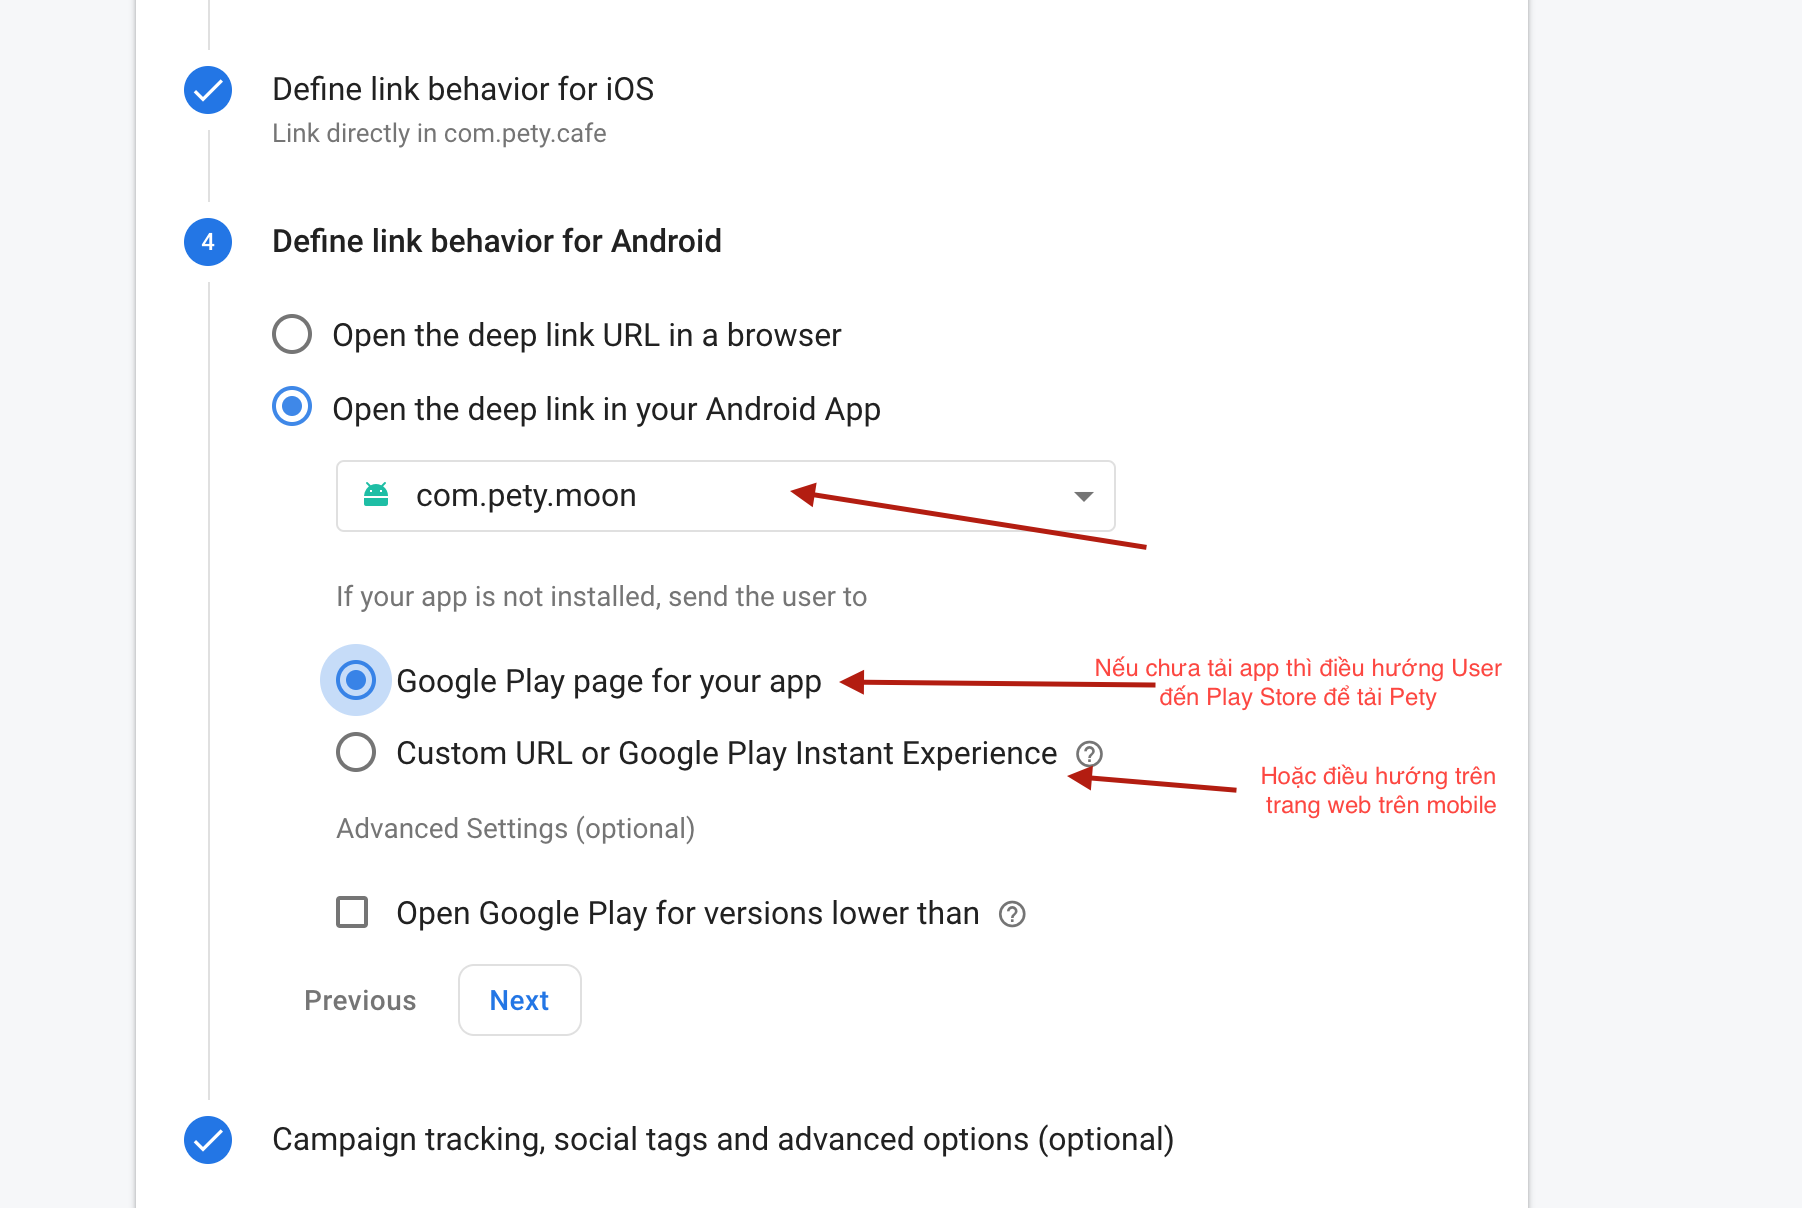 Define link behavior for iOS
Link directly in com.pety.cafe
4
Define link behavior for Android
Open the deep link URL in a browser
Open the deep link in your Android App
com.pety.moon
If your app is not installed, send the user to
Google Play page for your app
Nếu chưa tải app thì điều hướng User
đến Play Store để tải Pety
Custom URL or Google Play Instant Experience
Hoặc điều hướng trên
trang web trên mobile
Advanced Settings (optional)
Open Google Play for versions lower than
Previous
Next
Campaign tracking, social tags and advanced options (optional)